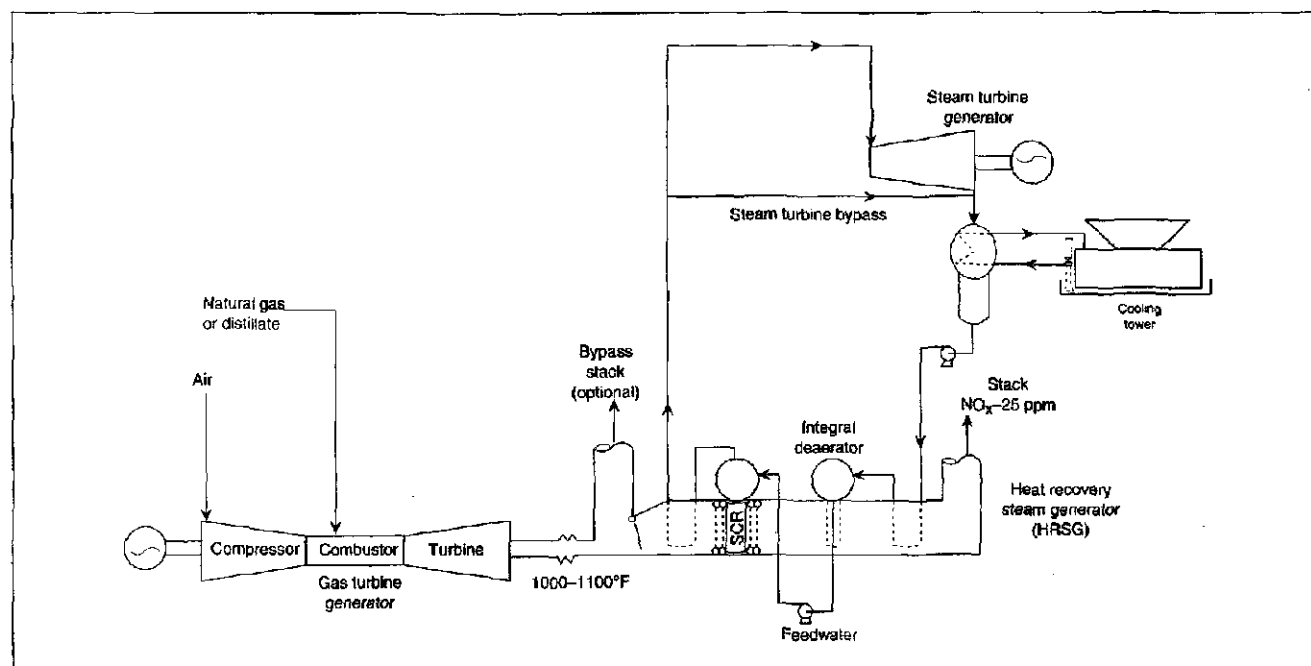 Steam turbine
generator
Steam turbine bypass
Cooling
tower
Natural gas
or distillate
Air
Bypass
stack
(optional)
Stack
NOx–25 ppm
Integral
deaerator
Heat recovery
steam generator
(HRSG)
SCR
Compressor
Combustor
Turbine
Gas turbine
generator
1000–1100°F
Feedwater